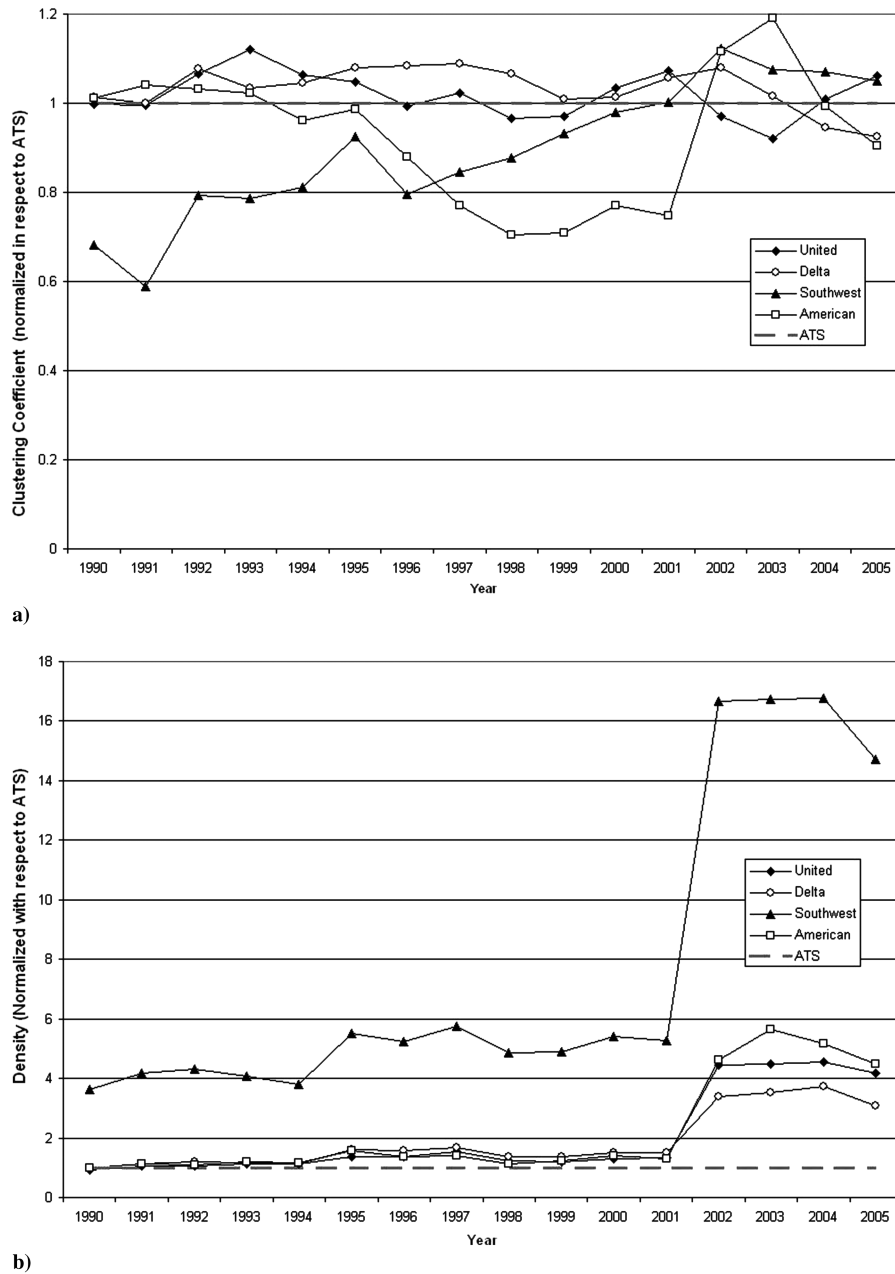 Clustering Coefficient (normalized in respect to ATS)
1.2
1
0.8
0.6
0.4
0.2
0
United
Delta
Southwest
American
ATS
1990 1991 1992 1993 1994 1995 1996 1997 1998 1999 2000 2001 2002 2003 2004 2005
Year
a)
Density (Normalized with respect to ATS)
18
16
14
12
10
8
6
4
2
0
United
Delta
Southwest
American
ATS
1990 1991 1992 1993 1994 1995 1996 1997 1998 1999 2000 2001 2002 2003 2004 2005
Year
b)